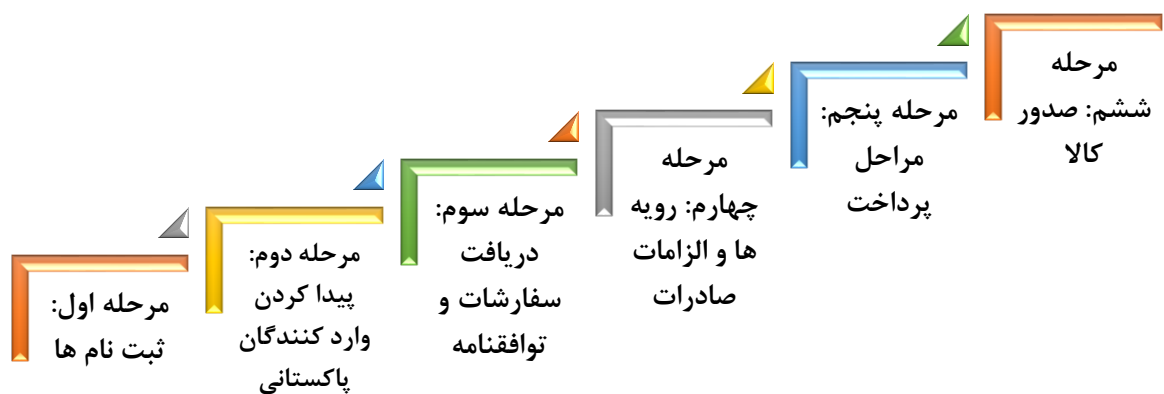 مرحله اول:
ثبت نام ها
مرحله دوم:
پیدا کردن
وارد کنندگان
پاکستانی
مرحله سوم:
دریافت
سفارشات و
توافقنامه
مرحله
چهارم: رویه
ها و الزامات
صادرات
مرحله پنجم:
مراحل
پرداخت
مرحله
ششم: صدور
کالا